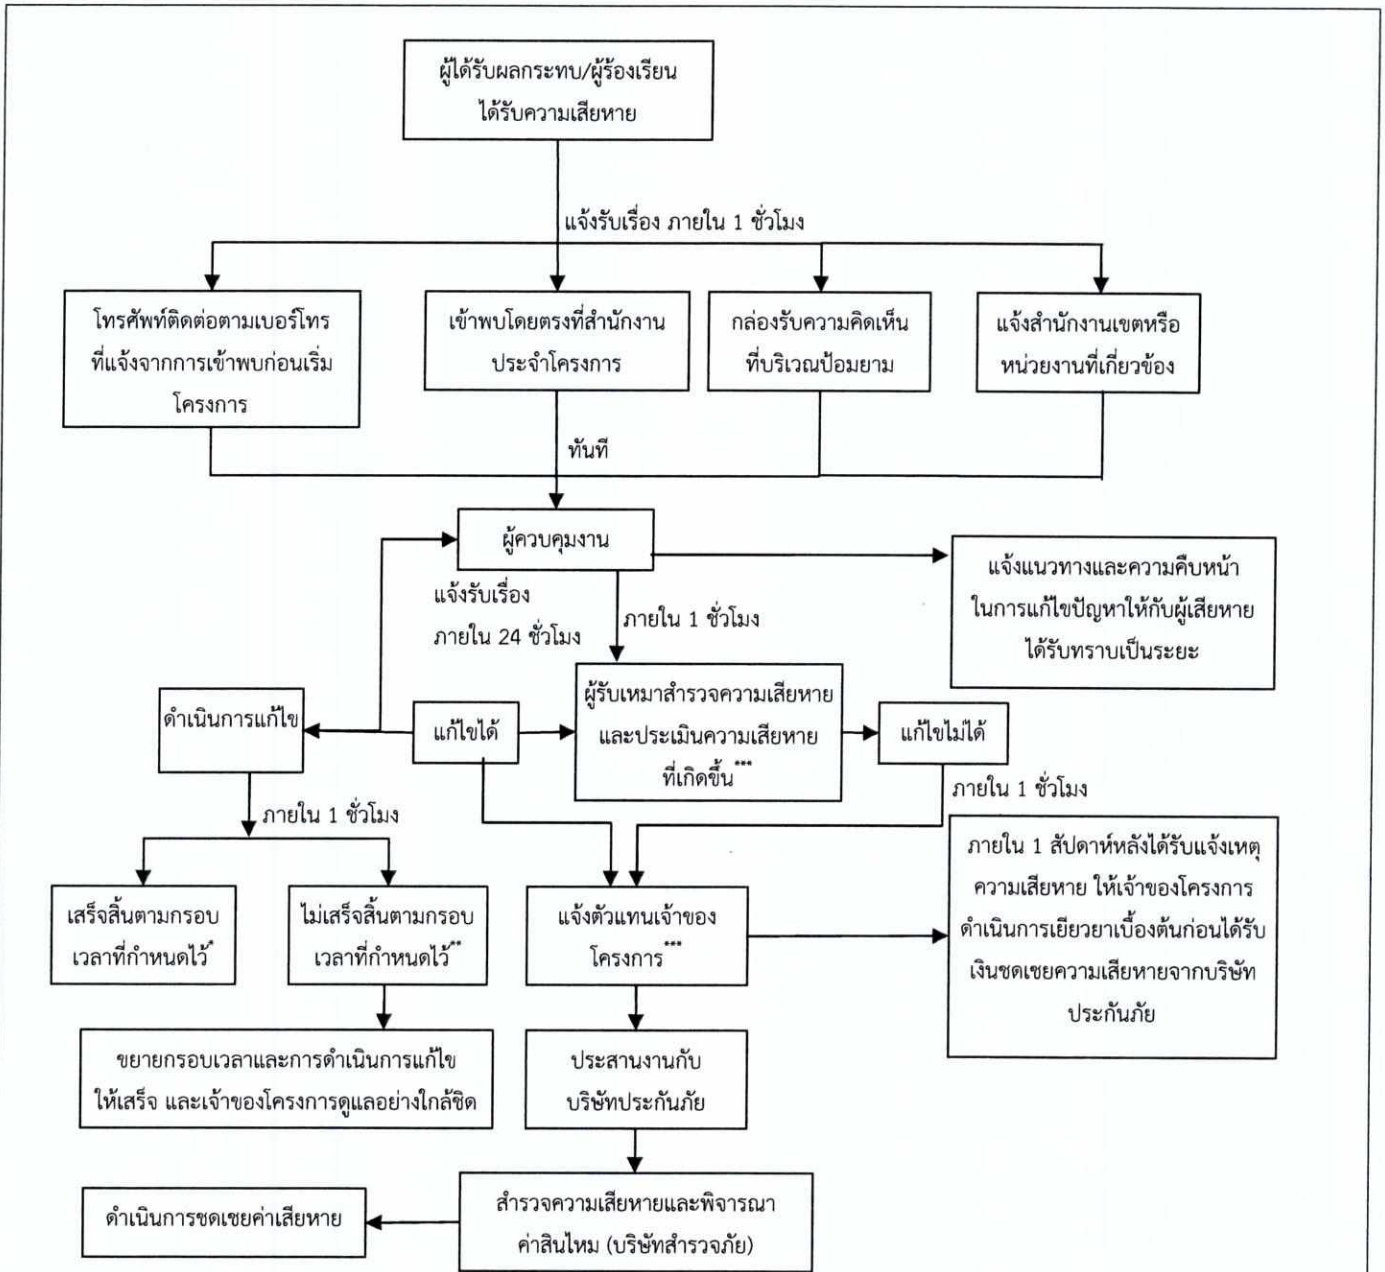 ผู้ได้รับผลกระทบ/ผู้ร้องเรียน
ได้รับความเสียหาย
แจ้งรับเรื่อง ภายใน 1 ชั่วโมง
โทรศัพท์ติดต่อตามเบอร์โทร
ที่แจ้งจากการเข้าพบก่อนเริ่ม
โครงการ
เข้าพบโดยตรงที่สำนักงาน
ประจำโครงการ
กล่องรับความคิดเห็น
ที่บริเวณป้อมยาม
แจ้งสำนักงานเขตหรือ
หน่วยงานที่เกี่ยวข้อง
ทันที
ผู้ควบคุมงาน
แจ้งแนวทางและความคืบหน้า
ในการแก้ไขปัญหาให้กับผู้เสียหาย
ได้รับทราบเป็นระยะ
แจ้งรับเรื่อง
ภายใน 24 ชั่วโมง
ภายใน 1 ชั่วโมง
ดำเนินการแก้ไข
แก้ไขได้
ผู้รับเหมาสำรวจความเสียหาย
และประเมินความเสียหาย
ที่เกิดขึ้น***
แก้ไขไม่ได้
ภายใน 1 ชั่วโมง
ภายใน 1 ชั่วโมง
เสร็จสิ้นตามกรอบ
เวลาที่กำหนดไว้*
ไม่เสร็จสิ้นตามกรอบ
เวลาที่กำหนดไว้**
แจ้งตัวแทนเจ้าของ
โครงการ***
ภายใน 1 สัปดาห์หลังได้รับแจ้งเหตุ
ความเสียหาย ให้เจ้าของโครงการ
ดำเนินการเยียวยาเบื้องต้นก่อนได้รับ
เงินชดเชยความเสียหายจากบริษัท
ประกันภัย
ขยายกรอบเวลาและการดำเนินการแก้ไข
ให้เสร็จ และเจ้าของโครงการดูแลอย่างใกล้ชิด
ประสานงานกับ
บริษัทประกันภัย
ดำเนินการชดเชยค่าเสียหาย
สำรวจความเสียหายและพิจารณา
ค่าสินไหม (บริษัทสำรวจภัย)